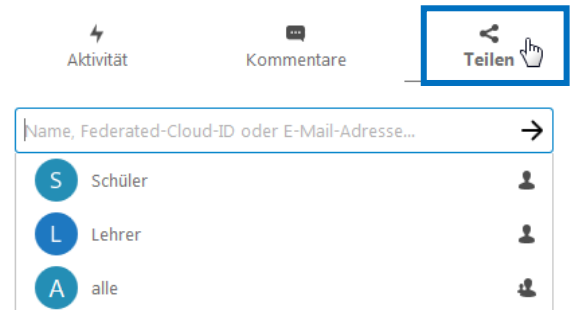 Aktivität
Kommentare
Teilen
Name, Federated-Cloud-ID oder E-Mail-Adresse...
S Schüler
L Lehrer
A alle